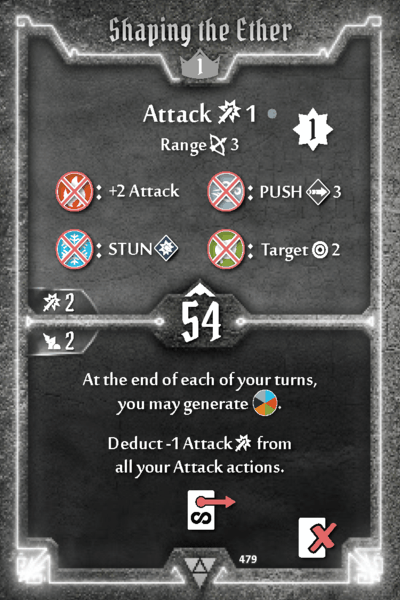 Shaping the Ether
1
Attack 1
Range 3
1
: +2 Attack
: PUSH 3
: STUN
: Target 2
2
54
2
At the end of each of your turns,
you may generate .
Deduct -1 Attack from
all your Attack actions.
479